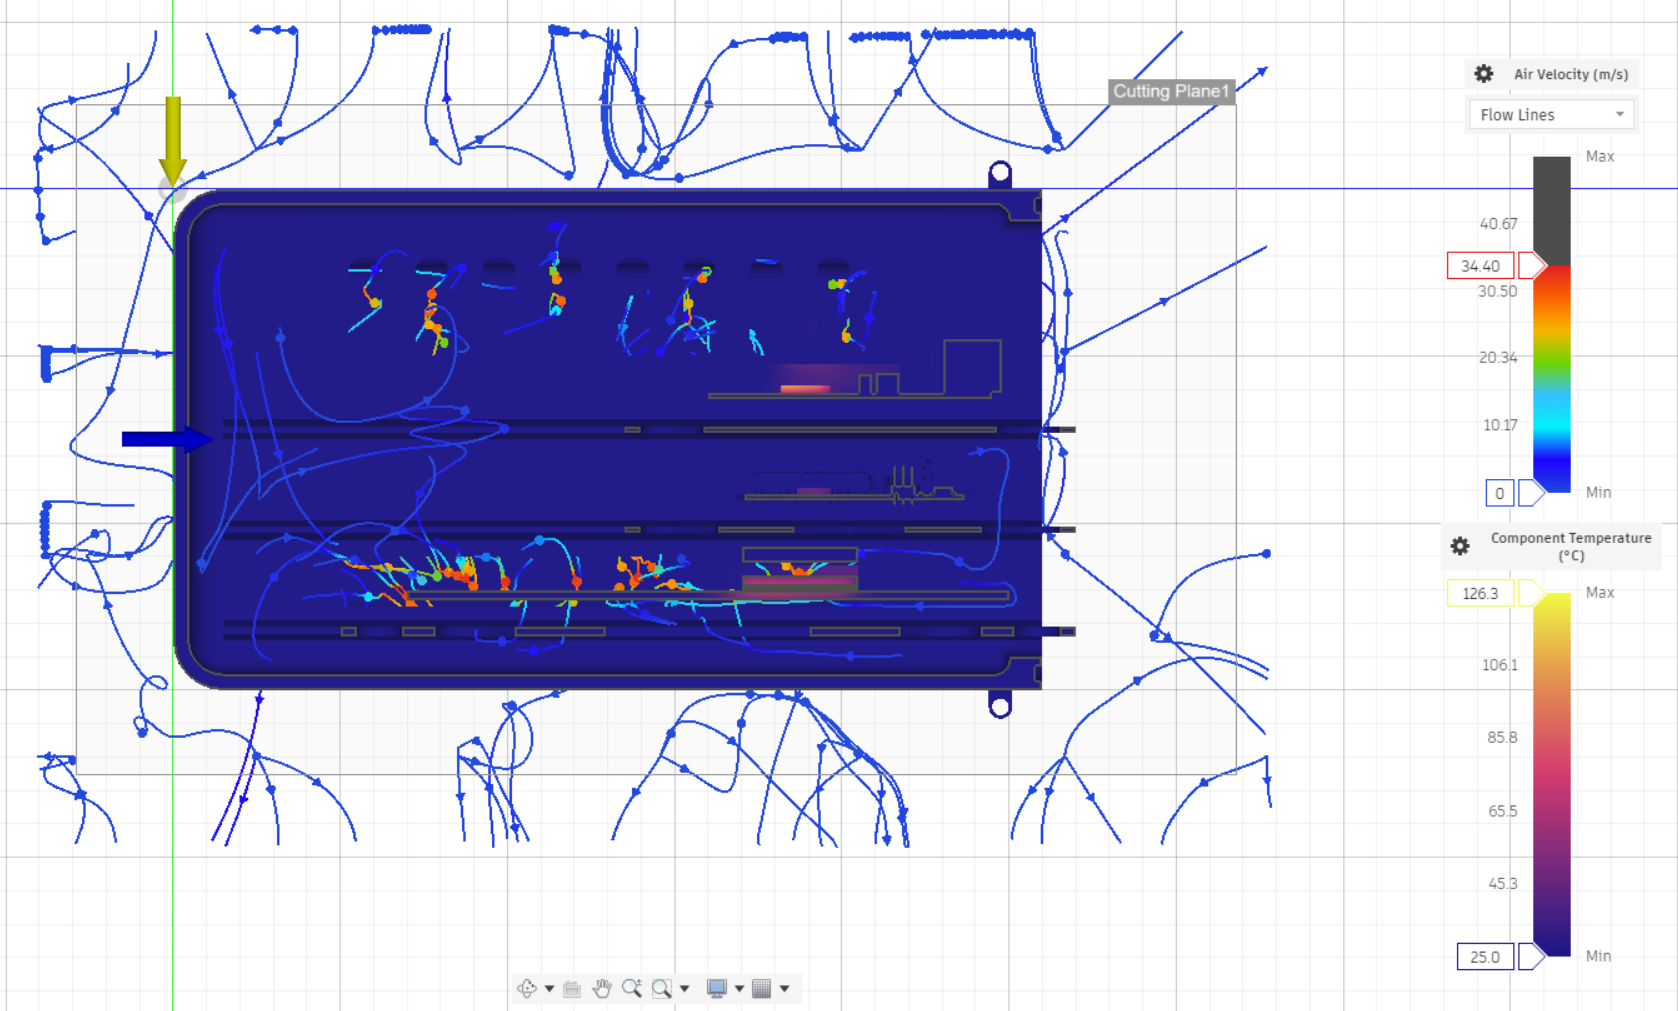 Cutting Plane1
Air Velocity (m/s)
Flow Lines
Max
40.67
34.40
30.50
20.34
10.17
0
Min
Component Temperature
(°C)
126.3
Max
106.1
85.8
65.5
45.3
25.0
Min